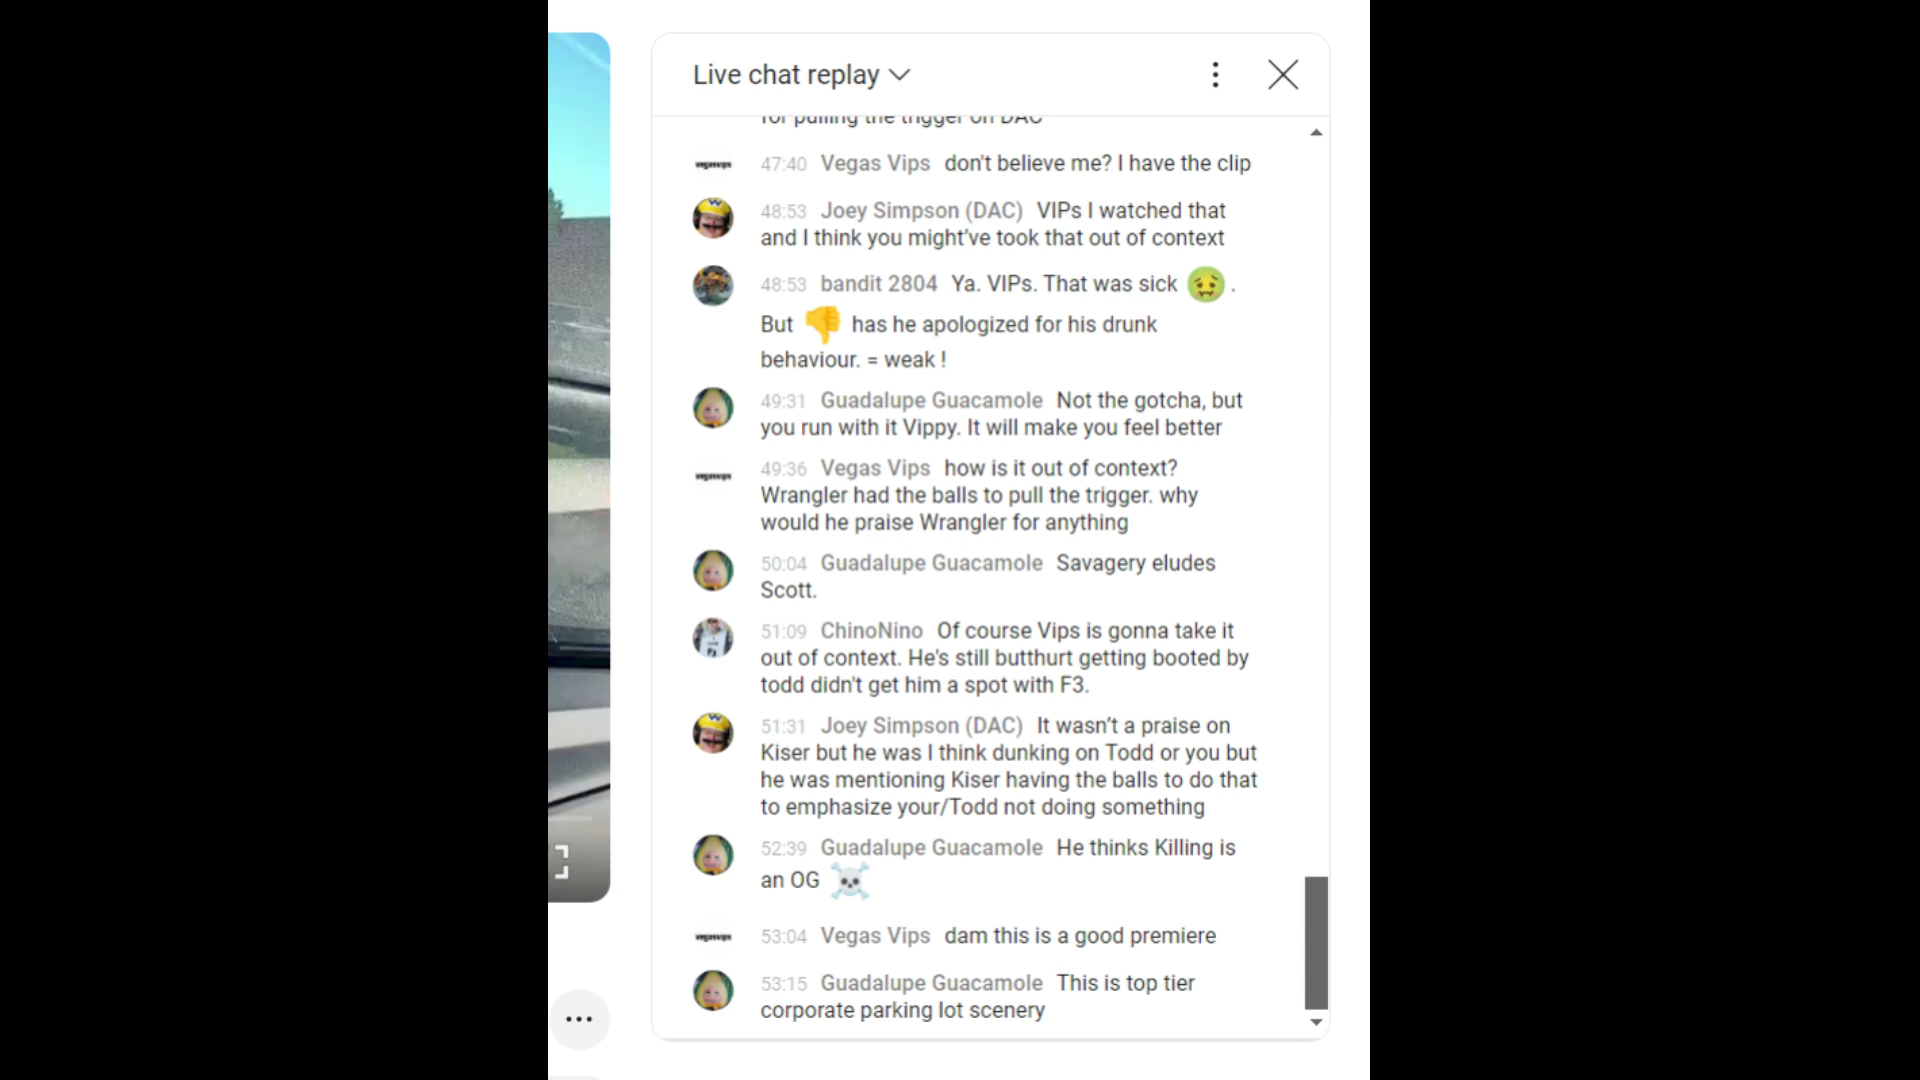 Live chat replay
for pulling the trigger on DAC
vegasvips 47:40 Vegas Vips don't believe me? I have the clip
48:53 Joey Simpson (DAC) VIPs I watched that
and I think you might've took that out of context
48:53 bandit 2804 Ya. VIPs. That was sick 🤢 .
But 👎 has he apologized for his drunk
behaviour. = weak !
49:31 Guadalupe Guacamole Not the gotcha, but
you run with it Vippy. It will make you feel better
vegasvips 49:36 Vegas Vips how is it out of context?
Wrangler had the balls to pull the trigger. why
would he praise Wrangler for anything
50:04 Guadalupe Guacamole Savagery eludes
Scott.
51:09 ChinoNino Of course Vips is gonna take it
out of context. He's still butthurt getting booted by
todd didn't get him a spot with F3.
51:31 Joey Simpson (DAC) It wasn’t a praise on
Kiser but he was I think dunking on Todd or you but
he was mentioning Kiser having the balls to do that
to emphasize your/Todd not doing something
52:39 Guadalupe Guacamole He thinks Killing is
an OG ☠️
vegasvips 53:04 Vegas Vips dam this is a good premiere
53:15 Guadalupe Guacamole This is top tier
corporate parking lot scenery